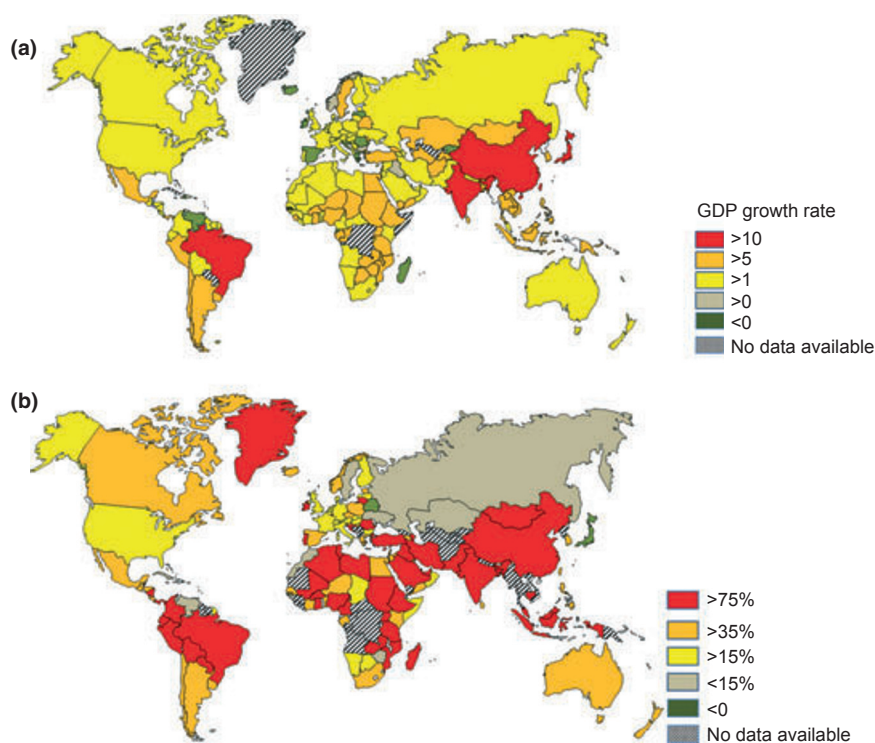 (a)
GDP growth rate
>10
>5
>1
>0
<0
No data available
(b)
>75%
>35%
>15%
<15%
<0
No data available